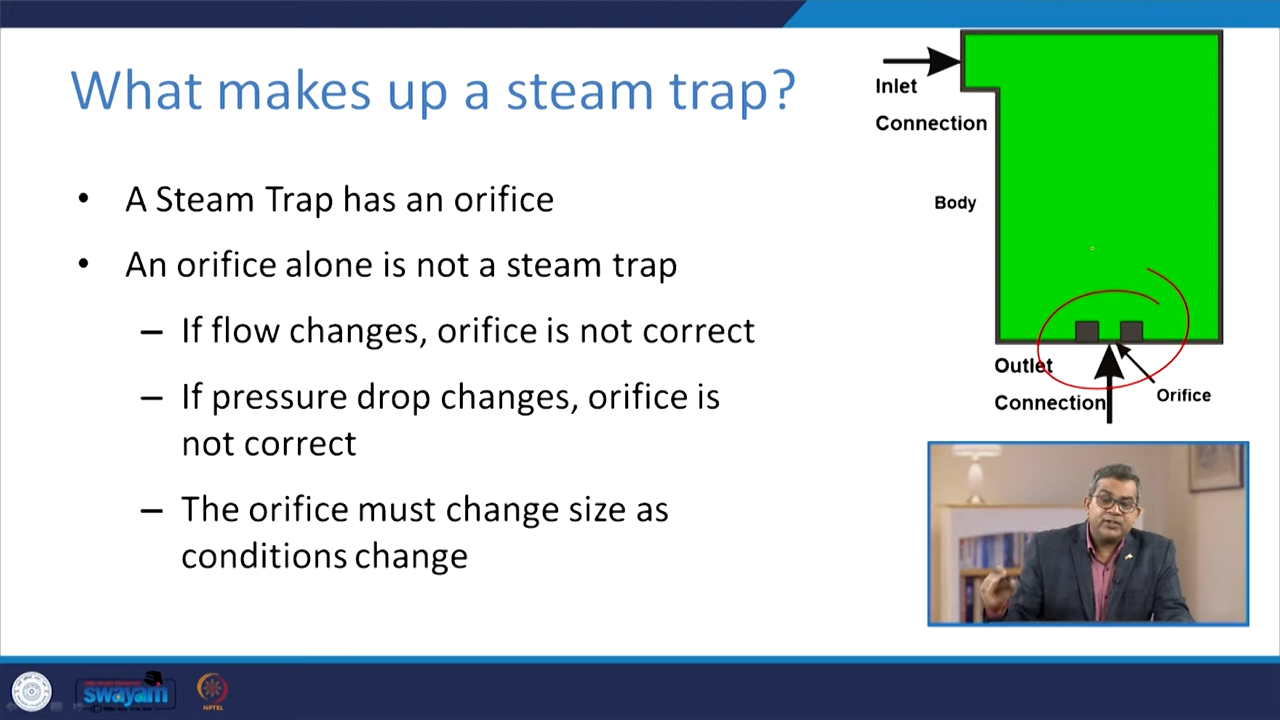 What makes up a steam trap?
• A Steam Trap has an orifice
• An orifice alone is not a steam trap
– If flow changes, orifice is not correct
– If pressure drop changes, orifice is
not correct
– The orifice must change size as
conditions change
Inlet
Connection
Body
Outlet
Connection
Orifice
swayam
NPTEL